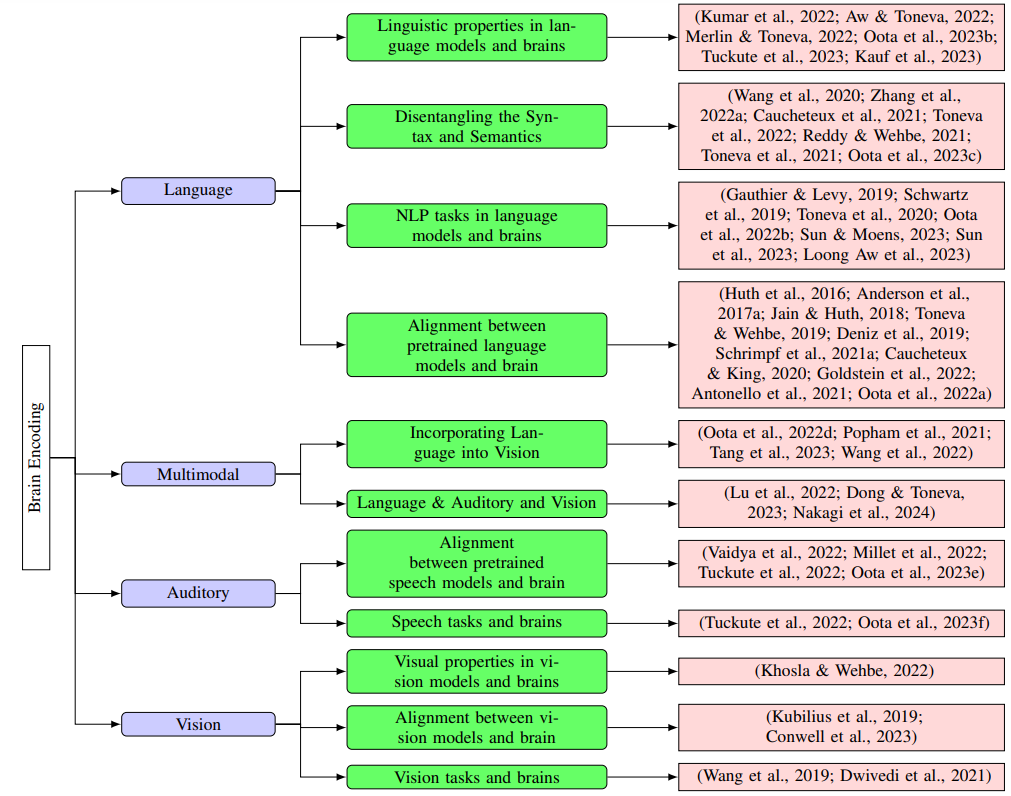 Brain Encoding
Language
Linguistic properties in lan-
guage models and brains
(Kumar et al., 2022; Aw & Toneva, 2022;
Merlin & Toneva, 2022; Oota et al., 2023b;
Tuckute et al., 2023; Kauf et al., 2023)
Disentangling the Syn-
tax and Semantics
(Wang et al., 2020; Zhang et al.,
2022a; Caucheteux et al., 2021; Toneva
et al., 2022; Reddy & Wehbe, 2021;
Toneva et al., 2021; Oota et al., 2023c)
NLP tasks in language
models and brains
(Gauthier & Levy, 2019; Schwartz
et al., 2019; Toneva et al., 2020; Oota
et al., 2022b; Sun & Moens, 2023; Sun
et al., 2023; Loong Aw et al., 2023)
Alignment between
pretrained language
models and brain
(Huth et al., 2016; Anderson et al.,
2017a; Jain & Huth, 2018; Toneva
& Wehbe, 2019; Deniz et al., 2019;
Schrimpf et al., 2021a; Caucheteux
& King, 2020; Goldstein et al., 2022;
Antonello et al., 2021; Oota et al., 2022a)
Multimodal
Incorporating Lan-
guage into Vision
(Oota et al., 2022d; Popham et al., 2021;
Tang et al., 2023; Wang et al., 2022)
Language & Auditory and Vision
(Lu et al., 2022; Dong & Toneva,
2023; Nakagi et al., 2024)
Auditory
Alignment
between pretrained
speech models and brain
(Vaidya et al., 2022; Millet et al., 2022;
Tuckute et al., 2022; Oota et al., 2023e)
Speech tasks and brains
(Tuckute et al., 2022; Oota et al., 2023f)
Vision
Visual properties in vi-
sion models and brains
(Khosla & Wehbe, 2022)
Alignment between vi-
sion models and brain
(Kubilius et al., 2019;
Conwell et al., 2023)
Vision tasks and brains
(Wang et al., 2019; Dwivedi et al., 2021)